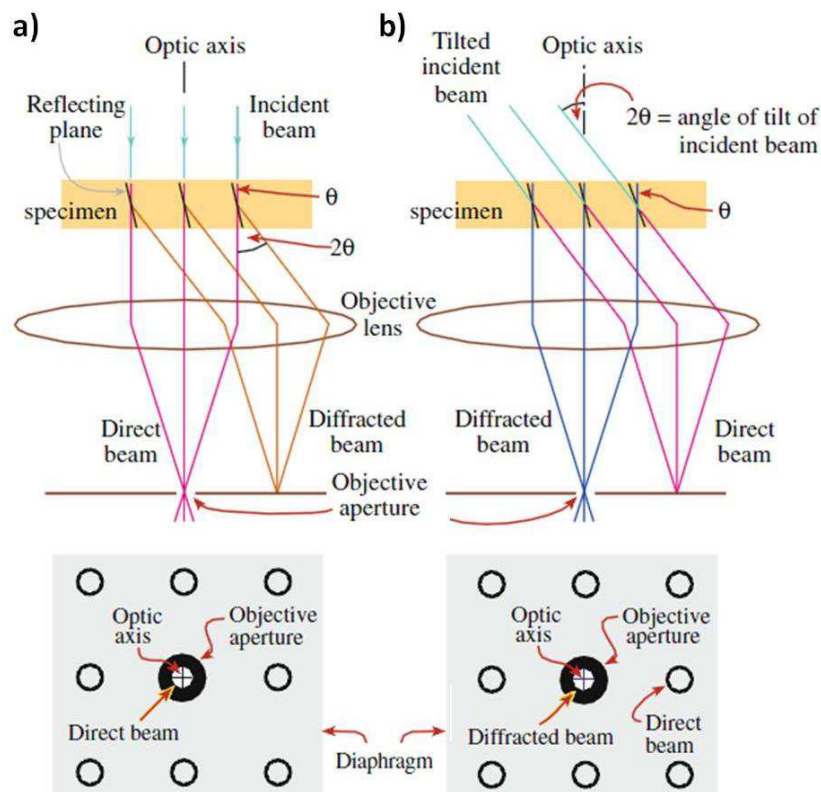 a)
Optic axis
Reflecting
plane
Incident
beam
specimen
θ
2θ
Objective
lens
Direct
beam
Diffracted
beam
Objective
aperture
b)
Tilted
incident
beam
Optic axis
2θ = angle of tilt of
incident beam
specimen
θ
Diffracted
beam
Direct
beam
Optic
axis
Objective
aperture
Direct beam
Diaphragm
Optic
axis
Objective
aperture
Diffracted beam
Direct
beam